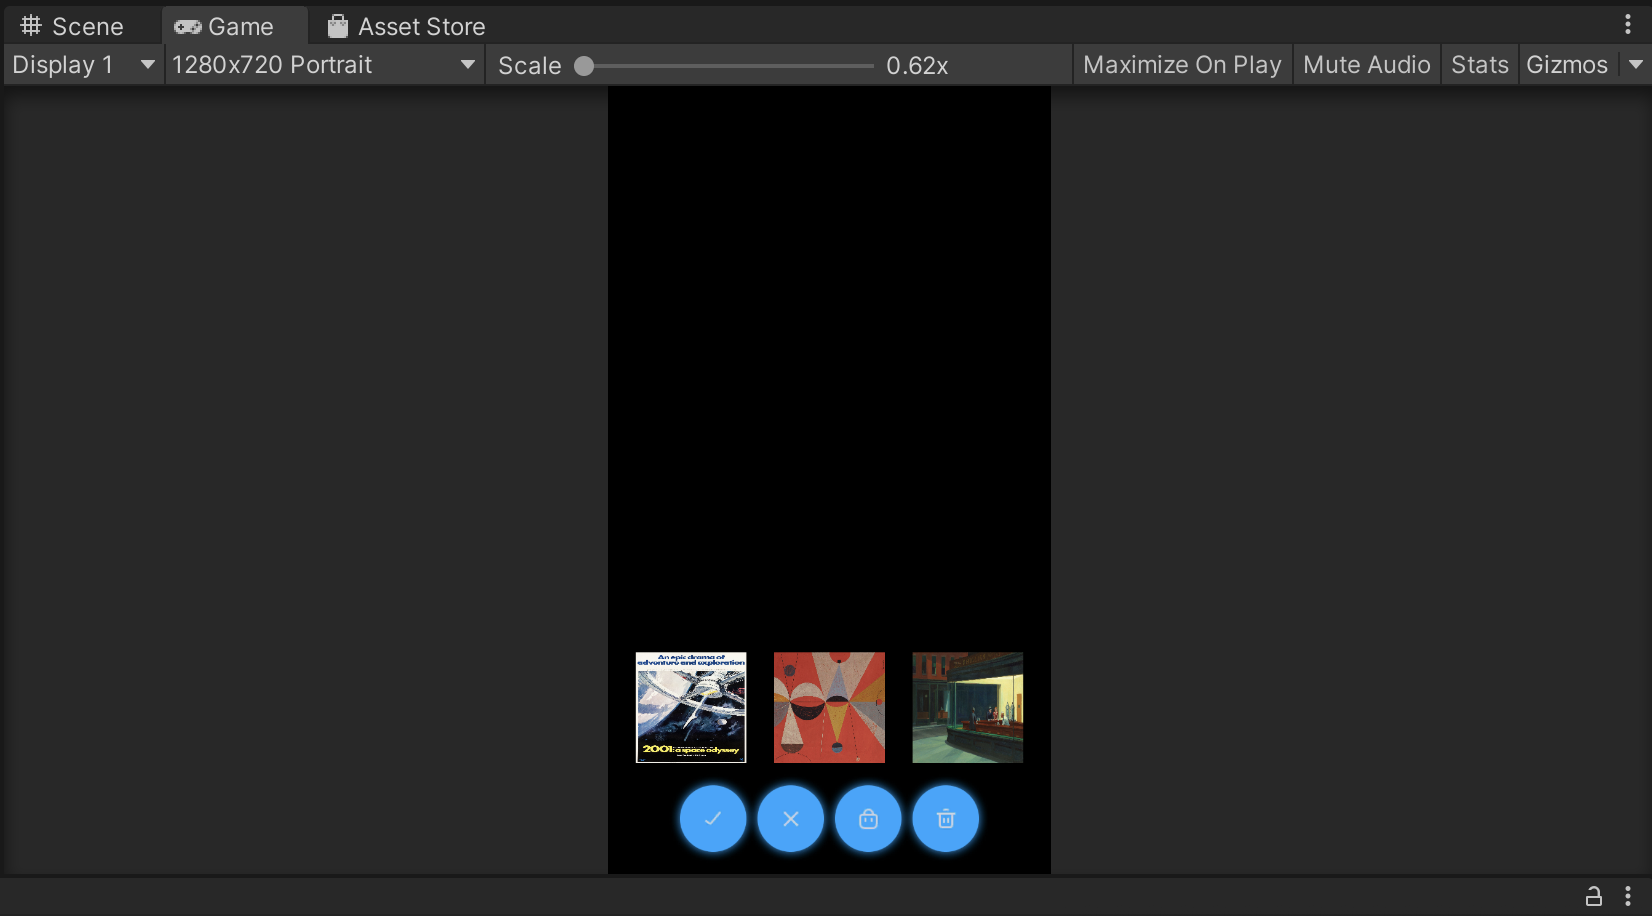 Scene
Game
Asset Store
Display 1
1280x720 Portrait
Scale
0.62x
Maximize On Play
Mute Audio
Stats
Gizmos
An epic drama of
adventure and exploration
2001: a space odyssey